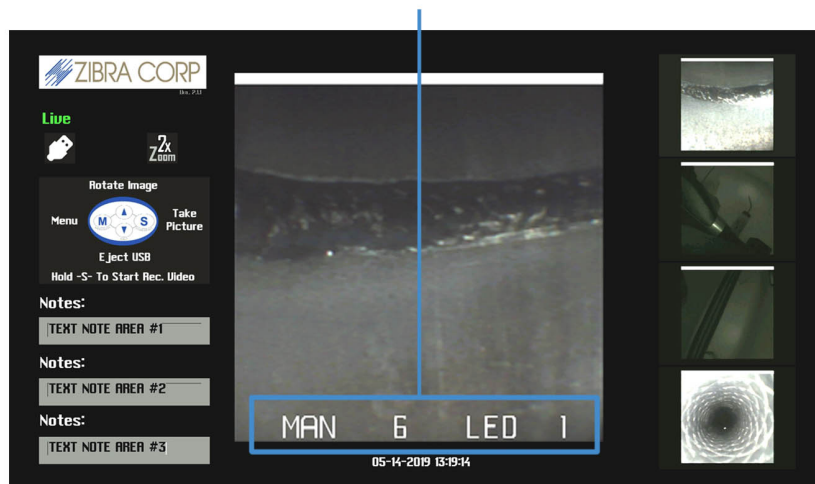 ZIBRA CORP
Live
2x
Zoom
Rotate Image
Menu
M
S
Take
Picture
Eject USB
Hold -S- To Start Rec. Video
Notes:
TEXT NOTE AREA #1
Notes:
TEXT NOTE AREA #2
Notes:
TEXT NOTE AREA #3
MAN 6 LED 1
05-14-2019 13:19:14